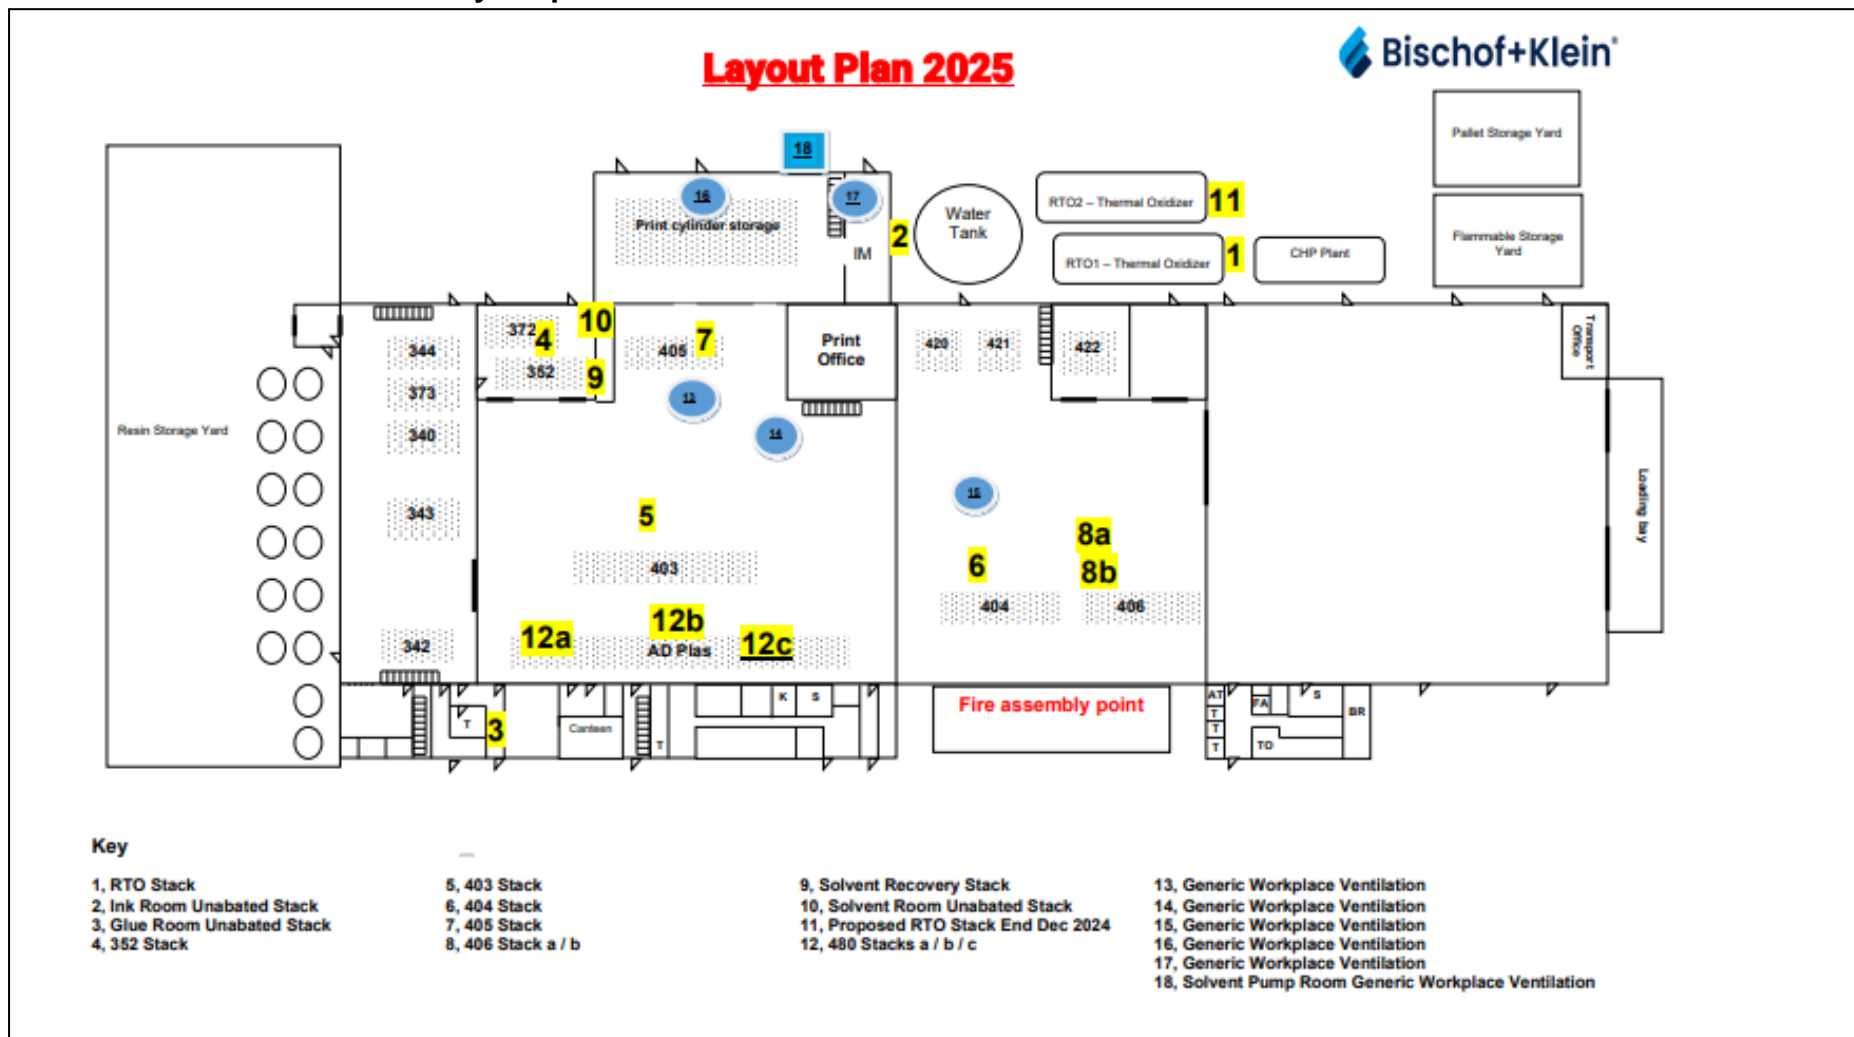 Layout Plan 2025
Bischof+Klein
Pallet Storage Yard
18
16
17
Print cylinder storage
IM
2
Water
Tank
RTO2 – Thermal Oxidizer
11
RTO1 – Thermal Oxidizer
1
CHP Plant
Flammable Storage
Yard
344
373
340
343
342
372
4
352
10
9
405
7
Print
Office
420
421
422
Transport
Office
Resin Storage Yard
13
14
15
5
403
6
404
8a
8b
406
Loading bay
12a
12b
12c
AD Plas
T
3
Canteen
T
K
S
Fire assembly point
AT
T
T
T
FA
S
TO
BR
Key
1, RTO Stack
2, Ink Room Unabated Stack
3, Glue Room Unabated Stack
4, 352 Stack
5, 403 Stack
6, 404 Stack
7, 405 Stack
8, 406 Stack a / b
9, Solvent Recovery Stack
10, Solvent Room Unabated Stack
11, Proposed RTO Stack End Dec 2024
12, 480 Stacks a / b / c
13, Generic Workplace Ventilation
14, Generic Workplace Ventilation
15, Generic Workplace Ventilation
16, Generic Workplace Ventilation
17, Generic Workplace Ventilation
18, Solvent Pump Room Generic Workplace Ventilation